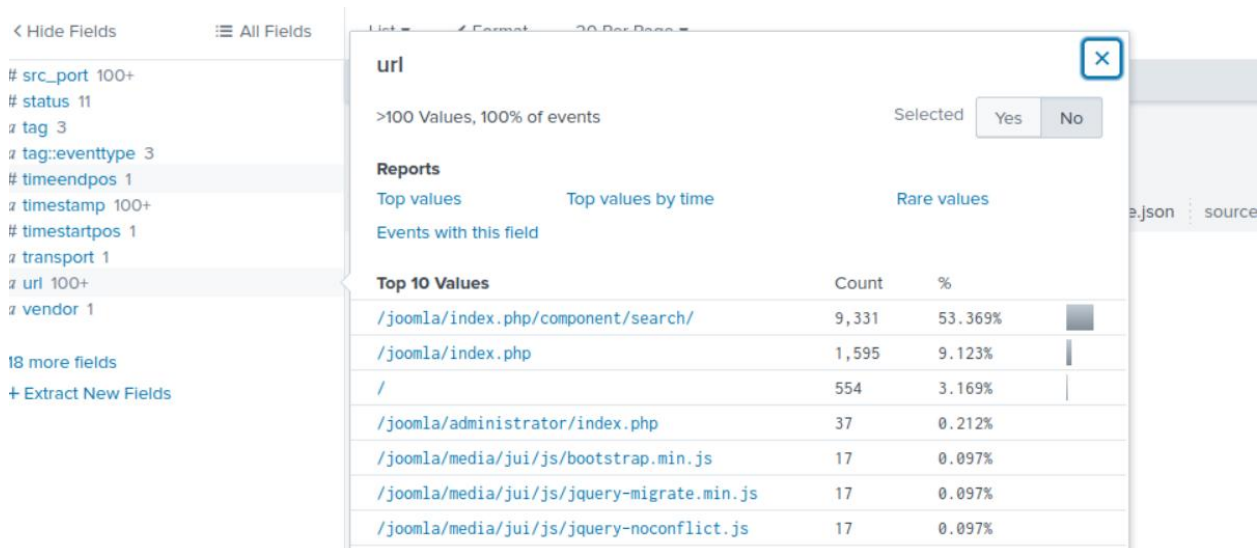 < Hide Fields
All Fields
# src_port 100+
# status 11
a tag 3
a tag::eventtype 3
# timeendpos 1
a timestamp 100+
# timestartpos 1
a transport 1
a url 100+
a vendor 1
18 more fields
+ Extract New Fields
List
Format
20 Per Page
url
>100 Values, 100% of events
Selected Yes No
Reports
Top values Top values by time Rare values
Events with this field
Top 10 Values Count %
/joomla/index.php/component/search/ 9,331 53.369%
/joomla/index.php 1,595 9.123%
/ 554 3.169%
/joomla/administrator/index.php 37 0.212%
/joomla/media/jui/js/bootstrap.min.js 17 0.097%
/joomla/media/jui/js/jquery-migrate.min.js 17 0.097%
/joomla/media/jui/js/jquery-noconflict.js 17 0.097%
e.json source